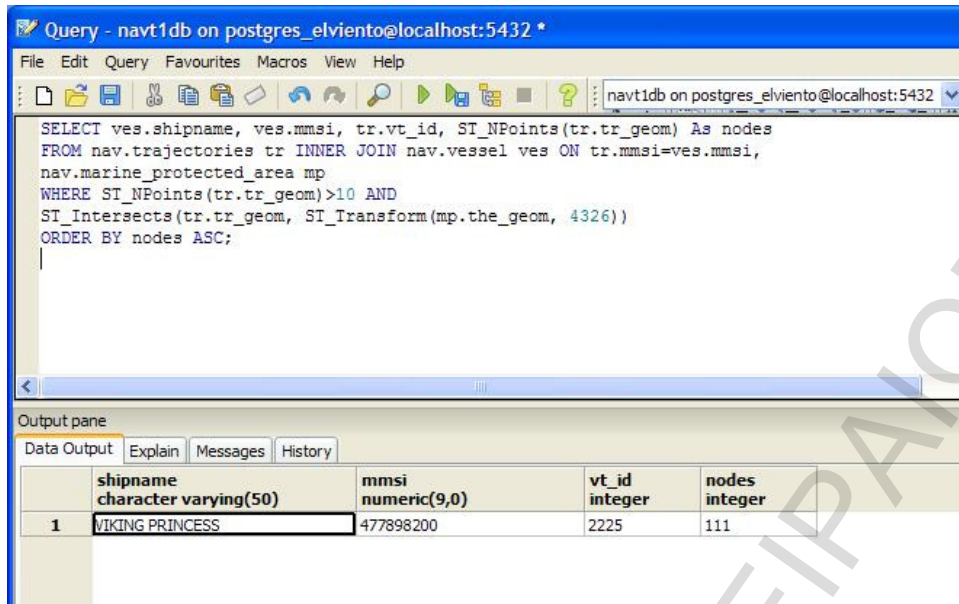 Query - navt1db on postgres_elviento@localhost:5432 *
File Edit Query Favourites Macros View Help
navt1db on postgres_elviento@localhost:5432
SELECT ves.shipname, ves.mmsi, tr.vt_id, ST_NPoints(tr.tr_geom) As nodes
FROM nav.trajectories tr INNER JOIN nav.vessel ves ON tr.mmsi=ves.mmsi,
nav.marine_protected_area mp
WHERE ST_NPoints(tr.tr_geom)>10 AND
ST_Intersects(tr.tr_geom, ST_Transform(mp.the_geom, 4326))
ORDER BY nodes ASC;
Output pane
Data Output Explain Messages History
shipname mmsi vt_id nodes
character varying(50) numeric(9,0) integer integer
1 VIKING PRINCESS 477898200 2225 111